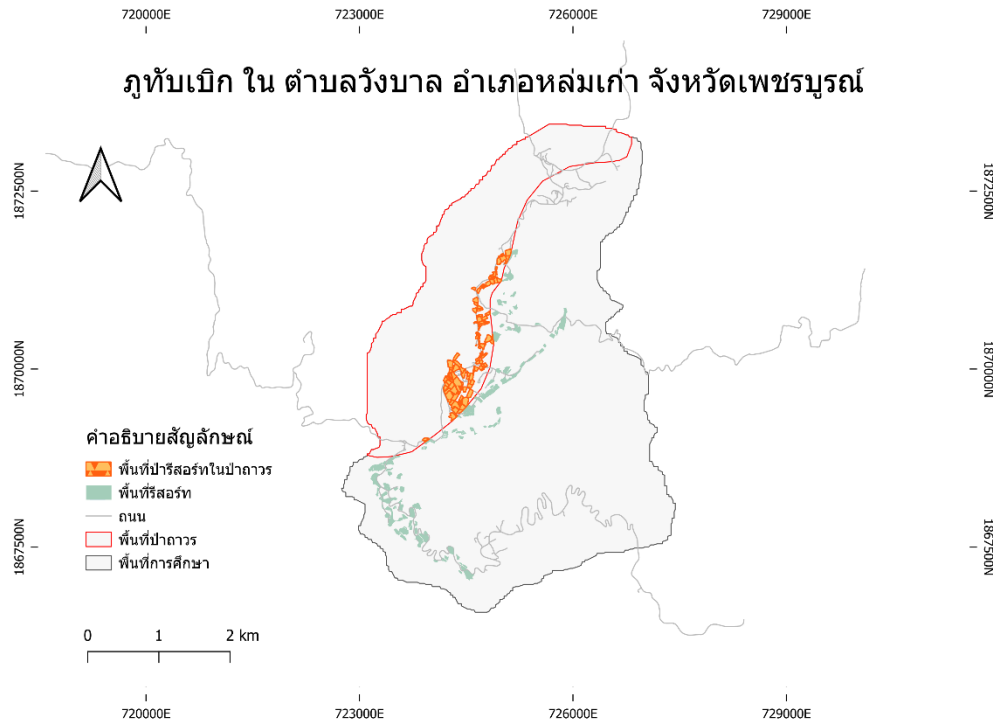 720000E 723000E 726000E 729000E
ภูทับเบิก ใน ตำบลวังบาล อำเภอหล่มเก่า จังหวัดเพชรบูรณ์
1872500N 1872500N
1870000N 1870000N
คำอธิบายสัญลักษณ์
พื้นที่ป่ารีสอร์ทในป่าถาวร
พื้นที่รีสอร์ท
ถนน
พื้นที่ป่าถาวร
พื้นที่การศึกษา
1867500N 1867500N
0 1 2 km
720000E 723000E 726000E 729000E